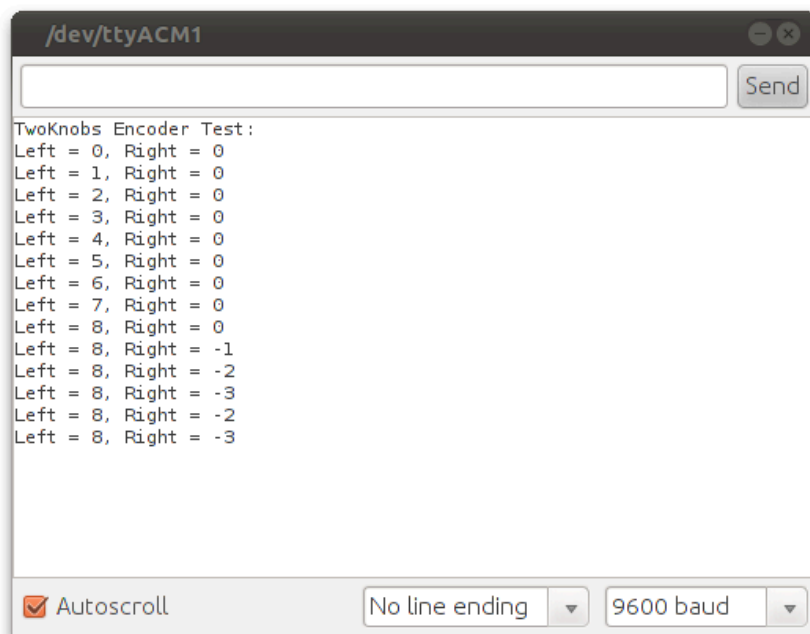 /dev/ttyACM1
Send
TwoKnobs Encoder Test:
Left = 0, Right = 0
Left = 1, Right = 0
Left = 2, Right = 0
Left = 3, Right = 0
Left = 4, Right = 0
Left = 5, Right = 0
Left = 6, Right = 0
Left = 7, Right = 0
Left = 8, Right = 0
Left = 8, Right = -1
Left = 8, Right = -2
Left = 8, Right = -3
Left = 8, Right = -2
Left = 8, Right = -3
Autoscroll No line ending 9600 baud